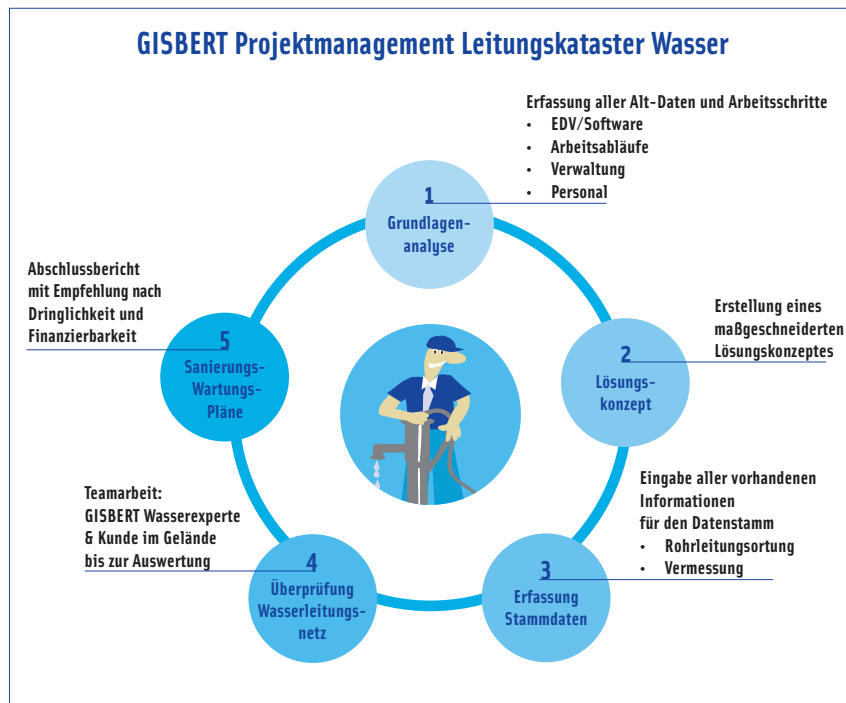 GISBERT Projektmanagement Leitungskataster Wasser
Erfassung aller Alt-Daten und Arbeitsschritte
• EDV/Software
• Arbeitsabläufe
• Verwaltung
• Personal
1
Grundlagen-
analyse
Erstellung eines
maßgeschneiderten
Lösungskonzeptes
2
Lösungs-
konzept
Eingabe aller vorhandenen
Informationen
für den Datenstamm
• Rohrleitungsortung
• Vermessung
3
Erfassung
Stammdaten
Teamarbeit:
GISBERT Wasserexperte
& Kunde im Gelände
bis zur Auswertung
4
Überprüfung
Wasserleitungs-
netz
Abschlussbericht
mit Empfehlung nach
Dringlichkeit und
Finanzierbarkeit
5
Sanierungs-
Wartungs-
Pläne